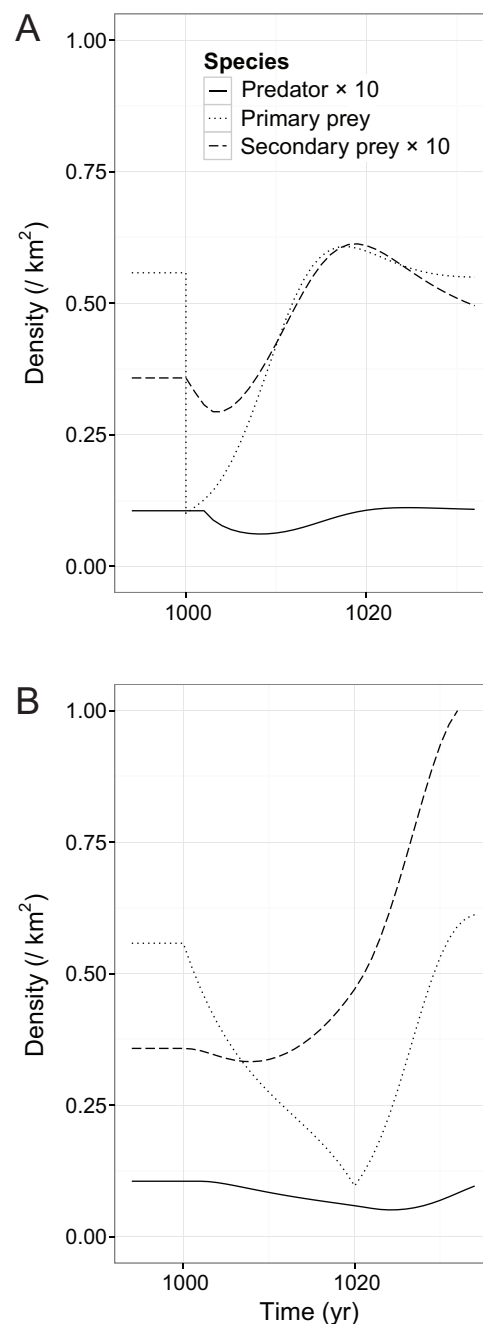 A
1.00
0.75
0.50
0.25
0.00
Density (/ km²)
Species
Predator × 10
Primary prey
Secondary prey × 10
1000
1020
B
1.00
0.75
0.50
0.25
0.00
Density (/ km²)
1000
1020
Time (yr)